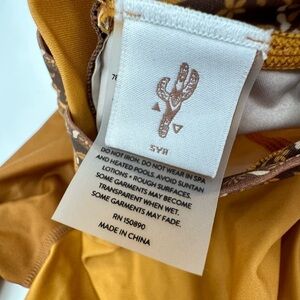 SYR
DO NOT IRON. DO NOT WEAR IN SPA
AND HEATED POOLS. AVOID SUNTAN
LOTIONS + ROUGH SURFACES.
SOME GARMENTS MAY BECOME
TRANSPARENT WHEN WET.
SOME GARMENTS MAY FADE.
RN 150890
MADE IN CHINA